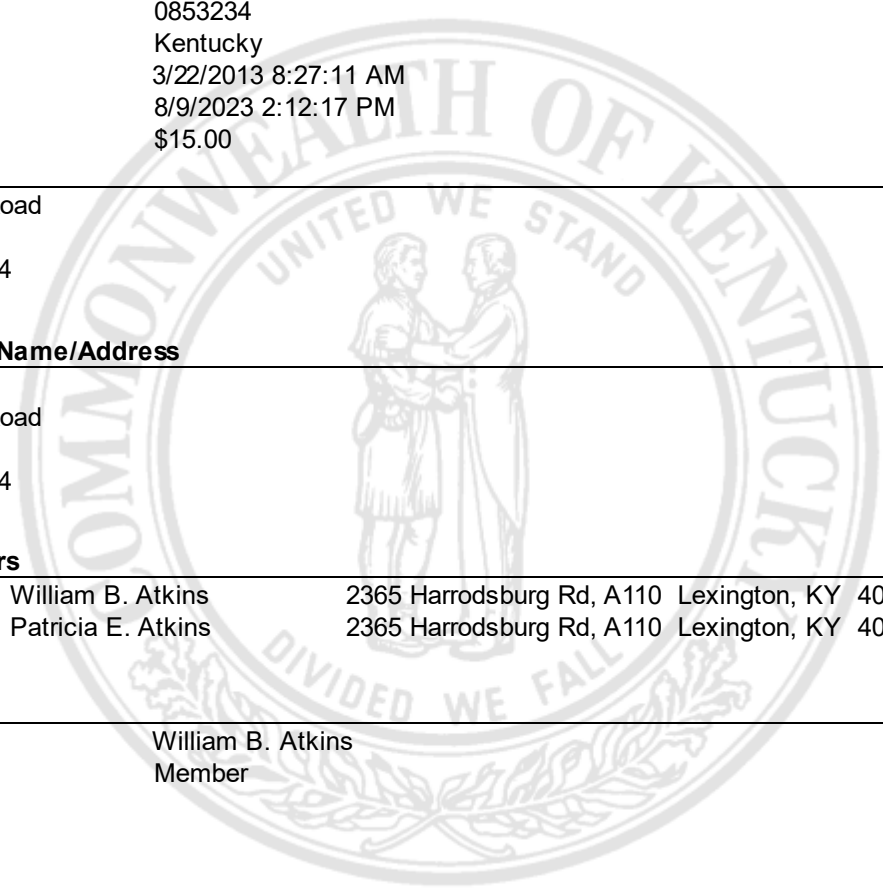 0853234
Kentucky
3/22/2013 8:27:11 AM
8/9/2023 2:12:17 PM
$15.00
oad
4
Name/Address
oad
4
rs
William B. Atkins 2365 Harrodsburg Rd, A110 Lexington, KY 40
Patricia E. Atkins 2365 Harrodsburg Rd, A110 Lexington, KY 40
William B. Atkins
Member
COMMONWEALTH OF KENTUCKY
UNITED WE STAND
DIVIDED WE FALL